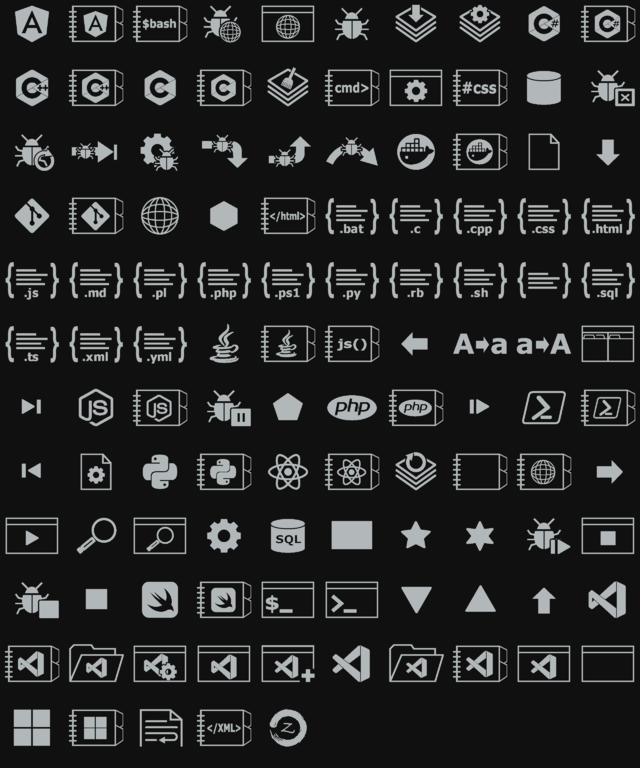 A A $bash C# C#
C++ C++ C C cmd> #css
</html> .bat .c .cpp .css .html
.js .md .pl .php .ps1 .py .rb .sh .sql
.ts .xml .yml js() A→a a→A
JS JS php php
SQL
$_ >_
</XML> Z